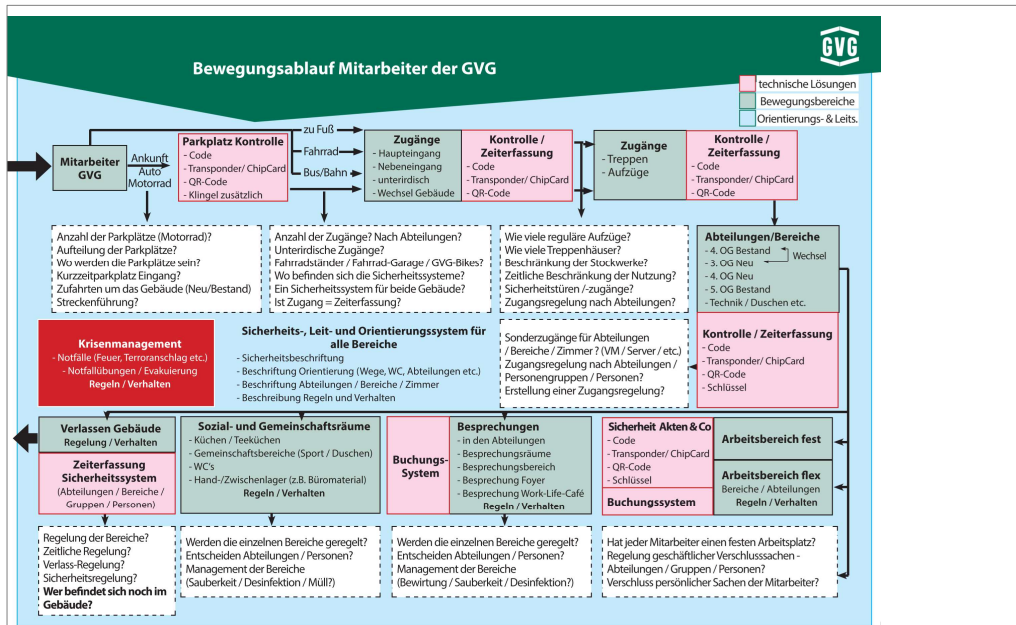 GVG
Bewegungsablauf Mitarbeiter der GVG
technische Lösungen
Bewegungsbereiche
Orientierungs- & Leits.
Mitarbeiter
GVG
Ankunft
Auto
Motorrad
Parkplatz Kontrolle
- Code
- Transponder/ ChipCard
- QR-Code
- Klingel zusätzlich
zu Fuß
Fahrrad
Bus/Bahn
Zugänge
- Haupteingang
- Nebeneingang
- unterirdisch
- Wechsel Gebäude
Kontrolle /
Zeiterfassung
- Code
- Transponder/ ChipCard
- QR-Code
Zugänge
- Treppen
- Aufzüge
Kontrolle /
Zeiterfassung
- Code
- Transponder/ ChipCard
- QR-Code
Anzahl der Parkplätze (Motorrad)?
Aufteilung der Parkplätze?
Wo werden die Parkplätze sein?
Kurzzeitparkplatz Eingang?
Zufahrten um das Gebäude (Neu/Bestand)
Streckenführung?
Anzahl der Zugänge? Nach Abteilungen?
Unterirdische Zugänge?
Fahrradständer / Fahrrad-Garage / GVG-Bikes?
Wo befinden sich die Sicherheitssysteme?
Ein Sicherheitssystem für beide Gebäude?
Ist Zugang = Zeiterfassung?
Wie viele reguläre Aufzüge?
Wie viele Treppenhäuser?
Beschränkung der Stockwerke?
Zeitliche Beschränkung der Nutzung?
Sicherheitstüren /-zugänge?
Zugangsregelung nach Abteilungen?
Abteilungen/Bereiche
- 4. OG Bestand
- 3. OG Neu
- 4. OG Neu
- 5. OG Bestand
- Technik / Duschen etc.
Wechsel
Krisenmanagement
- Notfälle (Feuer, Terroranschlag etc.)
- Notfallübungen / Evakuierung
Regeln / Verhalten
Sicherheits-, Leit- und Orientierungssystem für
alle Bereiche
- Sicherheitsbeschriftung
- Beschriftung Orientierung (Wege, WC, Abteilungen etc.)
- Beschriftung Abteilungen / Bereiche / Zimmer
- Beschreibung Regeln und Verhalten
Sonderzugänge für Abteilungen
/ Bereiche / Zimmer ? (VM / Server / etc.)
Zugangsregelung nach Abteilungen /
Personengruppen / Personen?
Erstellung einer Zugangsregelung?
Kontrolle / Zeiterfassung
- Code
- Transponder/ ChipCard
- QR-Code
- Schlüssel
Verlassen Gebäude
Regelung / Verhalten
Zeiterfassung
Sicherheitssystem
(Abteilungen / Bereiche /
Gruppen / Personen)
Sozial- und Gemeinschaftsräume
- Küchen / Teeküchen
- Gemeinschaftsbereiche (Sport / Duschen)
- WC's
- Hand-/Zwischenlager (z.B. Büromaterial)
Regeln / Verhalten
Buchungs-
System
Besprechungen
- in den Abteilungen
- Besprechungsräume
- Besprechungsbereich
- Besprechung Foyer
- Besprechung Work-Life-Café
Regeln / Verhalten
Sicherheit Akten & Co
- Code
- Transponder/ ChipCard
- QR-Code
- Schlüssel
Buchungssystem
Arbeitsbereich fest
Arbeitsbereich flex
Bereiche / Abteilungen
Regeln / Verhalten
Regelung der Bereiche?
Zeitliche Regelung?
Verlass-Regelung?
Sicherheitsregelung?
Wer befindet sich noch im
Gebäude?
Werden die einzelnen Bereiche geregelt?
Entscheiden Abteilungen / Personen?
Management der Bereiche
(Sauberkeit / Desinfektion / Müll?)
Werden die einzelnen Bereiche geregelt?
Entscheiden Abteilungen / Personen?
Management der Bereiche
(Bewirtung / Sauberkeit / Desinfektion?)
Hat jeder Mitarbeiter einen festen Arbeitsplatz?
Regelung geschäftlicher Verschlusssachen -
Abteilungen / Gruppen / Personen?
Verschluss persönlicher Sachen der Mitarbeiter?